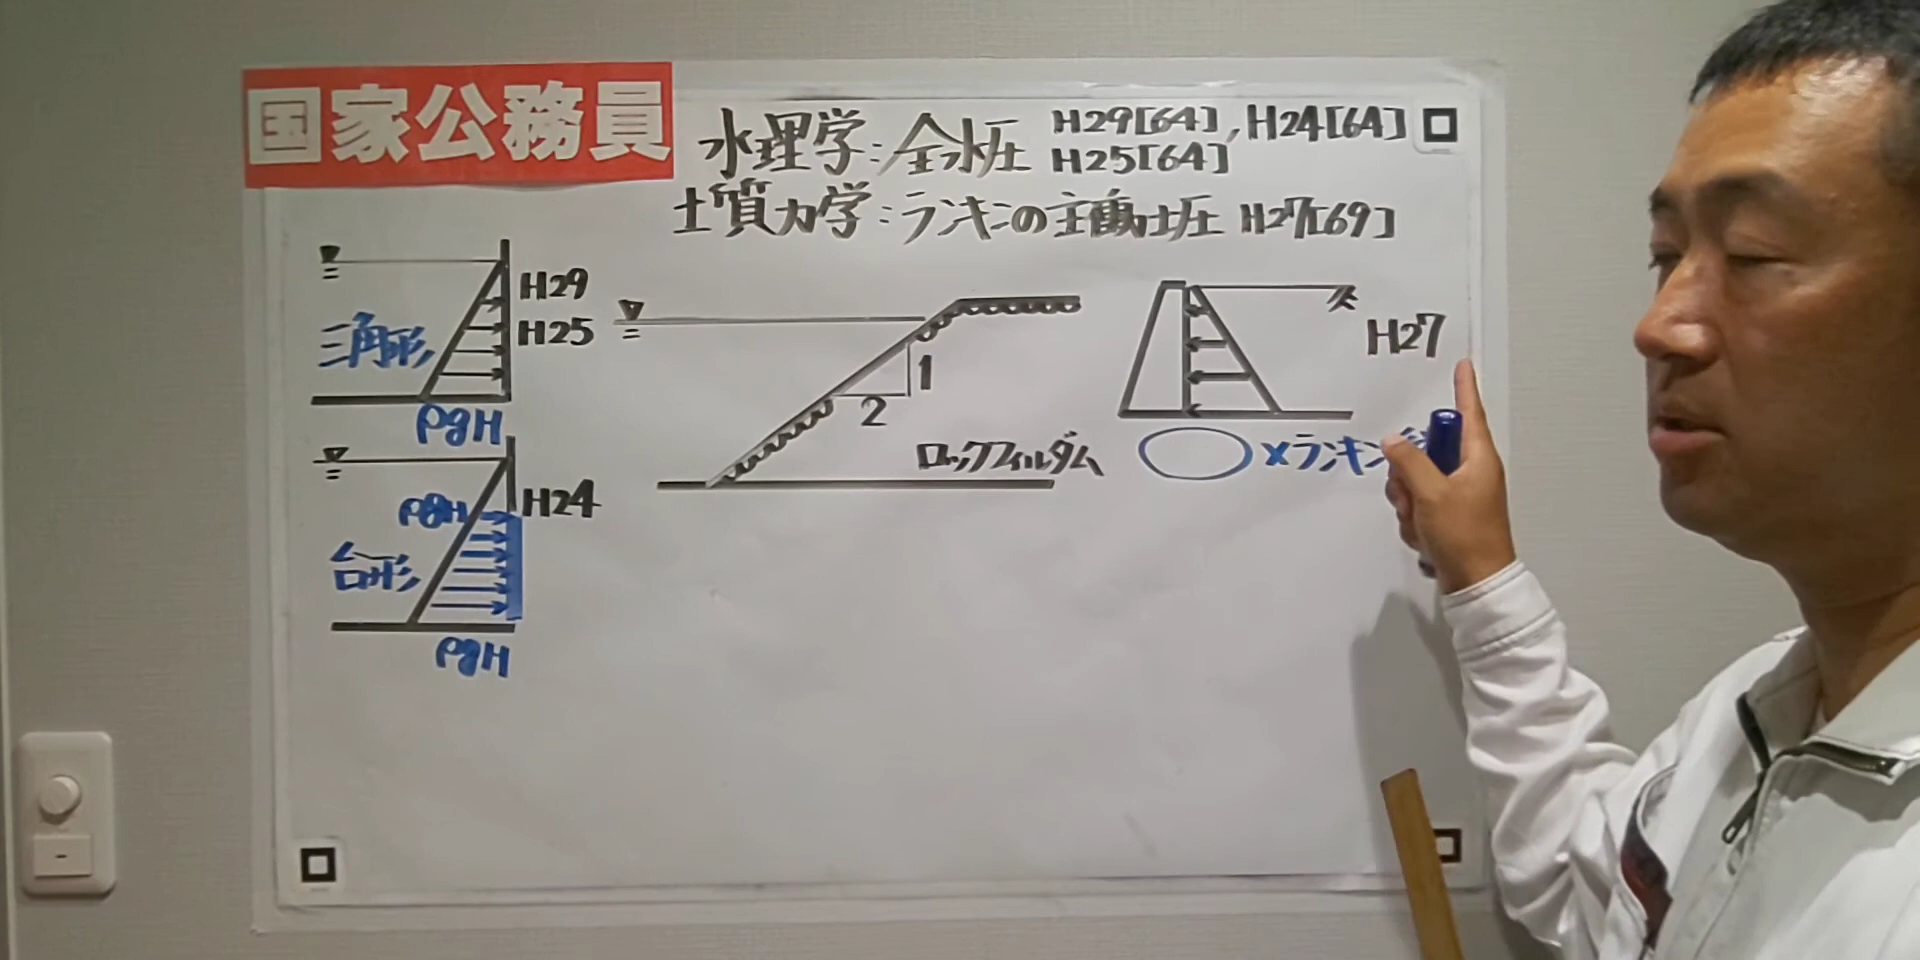 国家公務員
水理学:全水圧 H29[64], H24[64]
H25[64]
土質力学:ランキンの主働土圧 H27[69]
H29
H25
三角形
ρgH
1
2
ロックフィルダム
H27
×ランキン
H24
ρgH
台形
ρgH